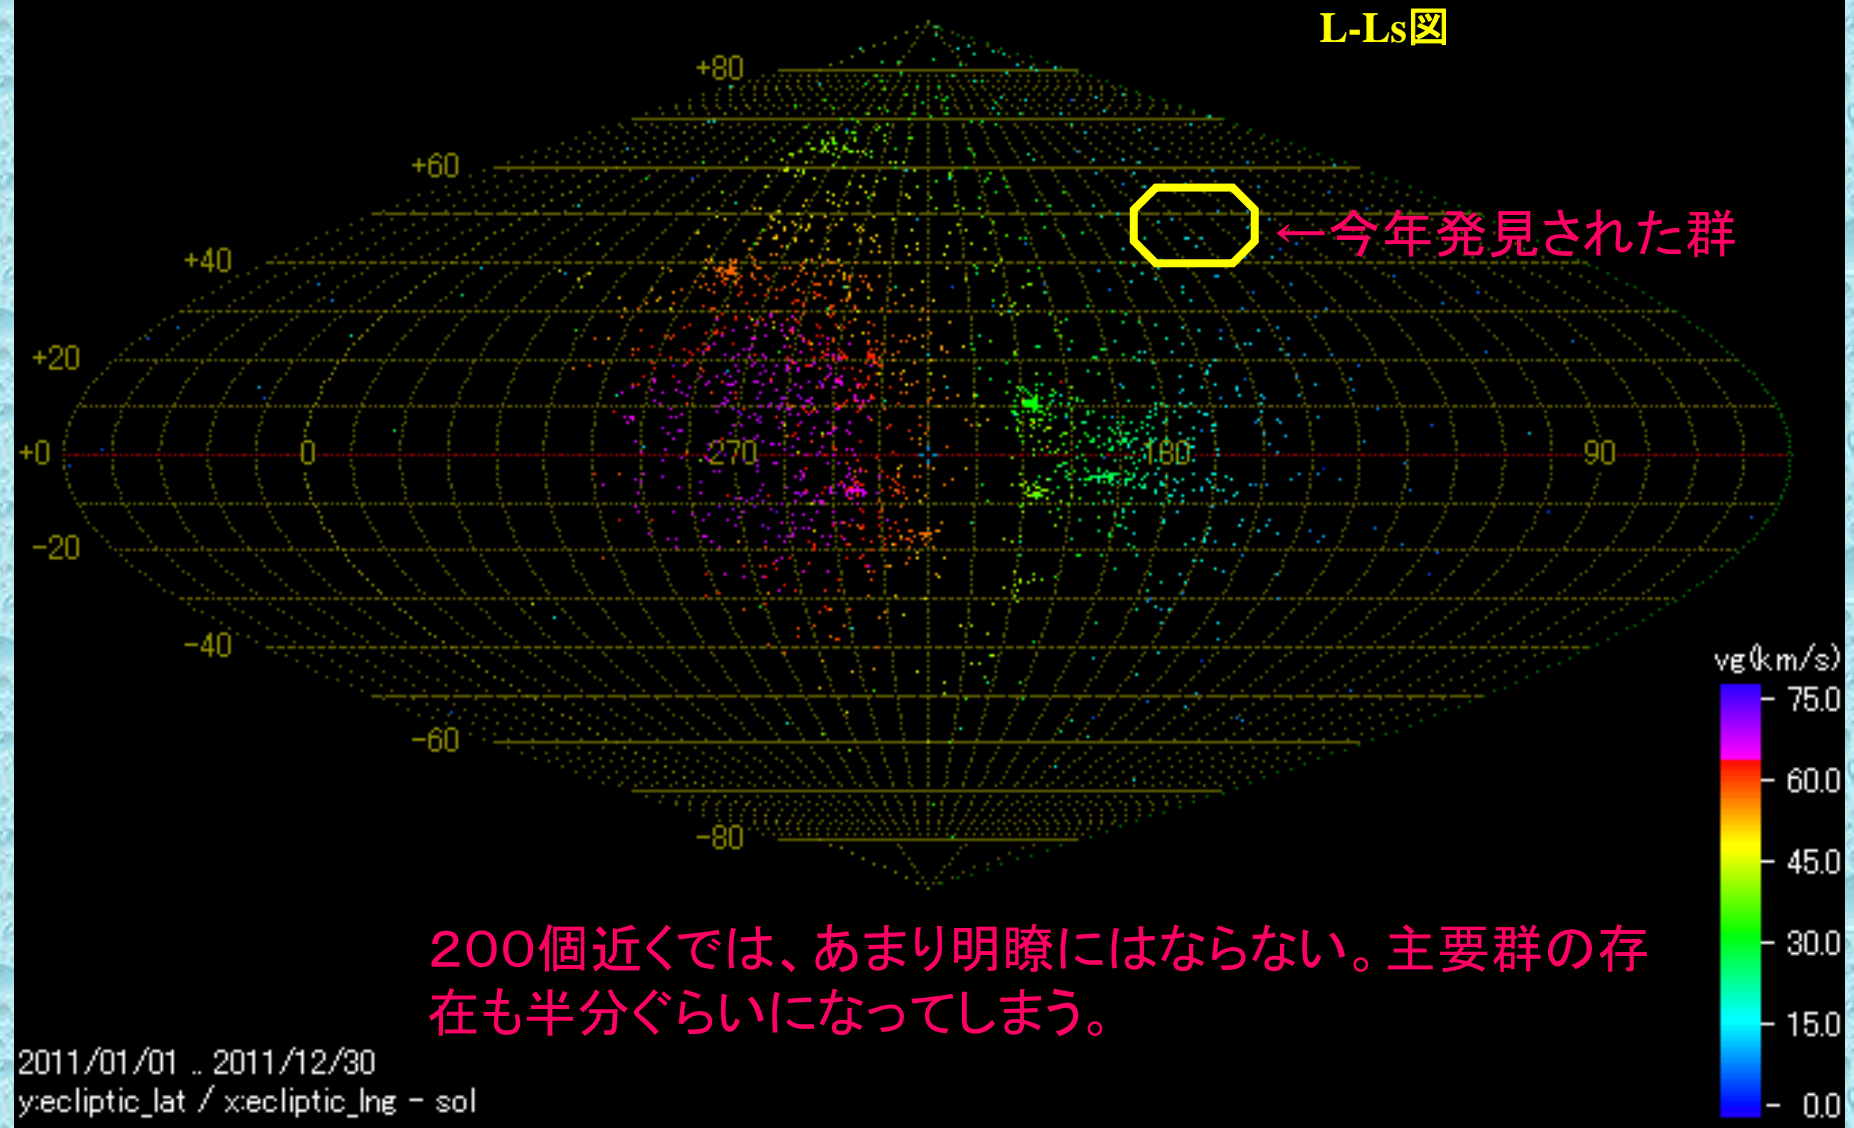 L-Ls図
+80
+60
+40
+20
+0
0
270
180
90
-20
-40
-60
-80
←今年発見された群
vg(km/s)
75.0
60.0
45.0
30.0
15.0
0.0
２００個近くでは、あまり明瞭にはならない。主要群の存
在も半分ぐらいになってしまう。
2011/01/01 .. 2011/12/30
y:ecliptic_lat / x:ecliptic_lng - sol